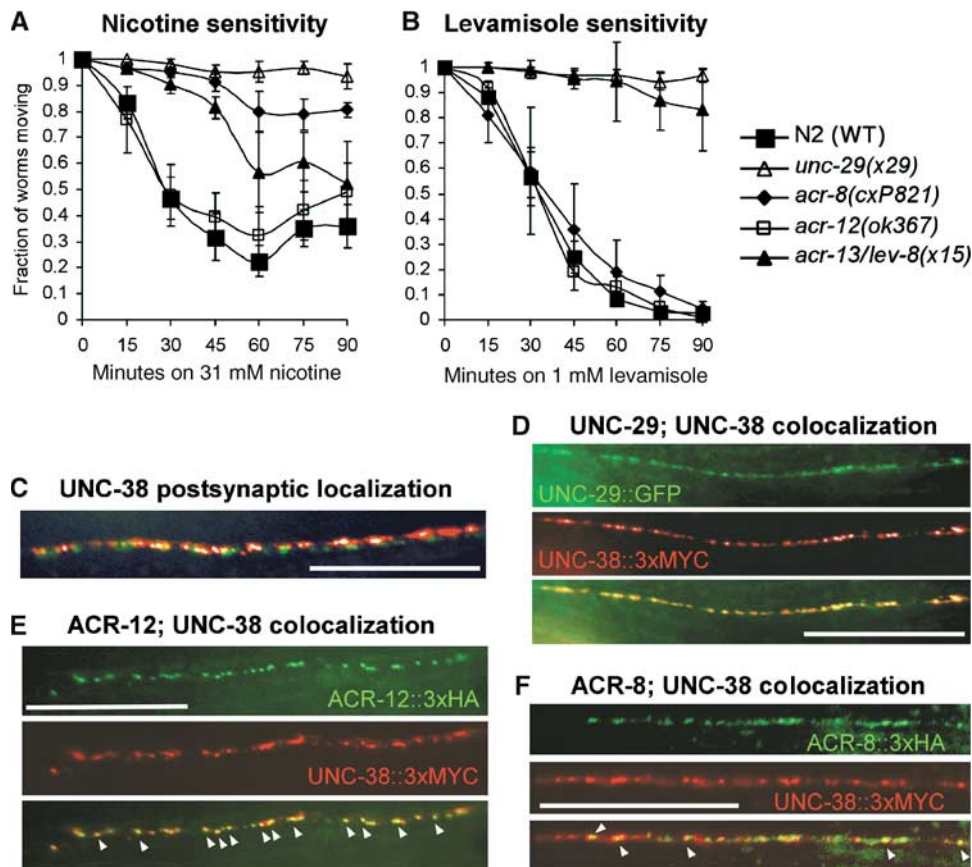 A Nicotine sensitivity
1
0.9
0.8
0.7
0.6
0.5
0.4
0.3
0.2
0.1
0
Fraction of worms moving
0 15 30 45 60 75 90
Minutes on 31 mM nicotine
B Levamisole sensitivity
1
0.9
0.8
0.7
0.6
0.5
0.4
0.3
0.2
0.1
0
0 15 30 45 60 75 90
Minutes on 1 mM levamisole
N2 (WT)
unc-29(x29)
acr-8(cxP821)
acr-12(ok367)
acr-13/lev-8(x15)
C UNC-38 postsynaptic localization
D UNC-29; UNC-38 colocalization
UNC-29::GFP
UNC-38::3xMYC
E ACR-12; UNC-38 colocalization
ACR-12::3xHA
UNC-38::3xMYC
F ACR-8; UNC-38 colocalization
ACR-8::3xHA
UNC-38::3xMYC